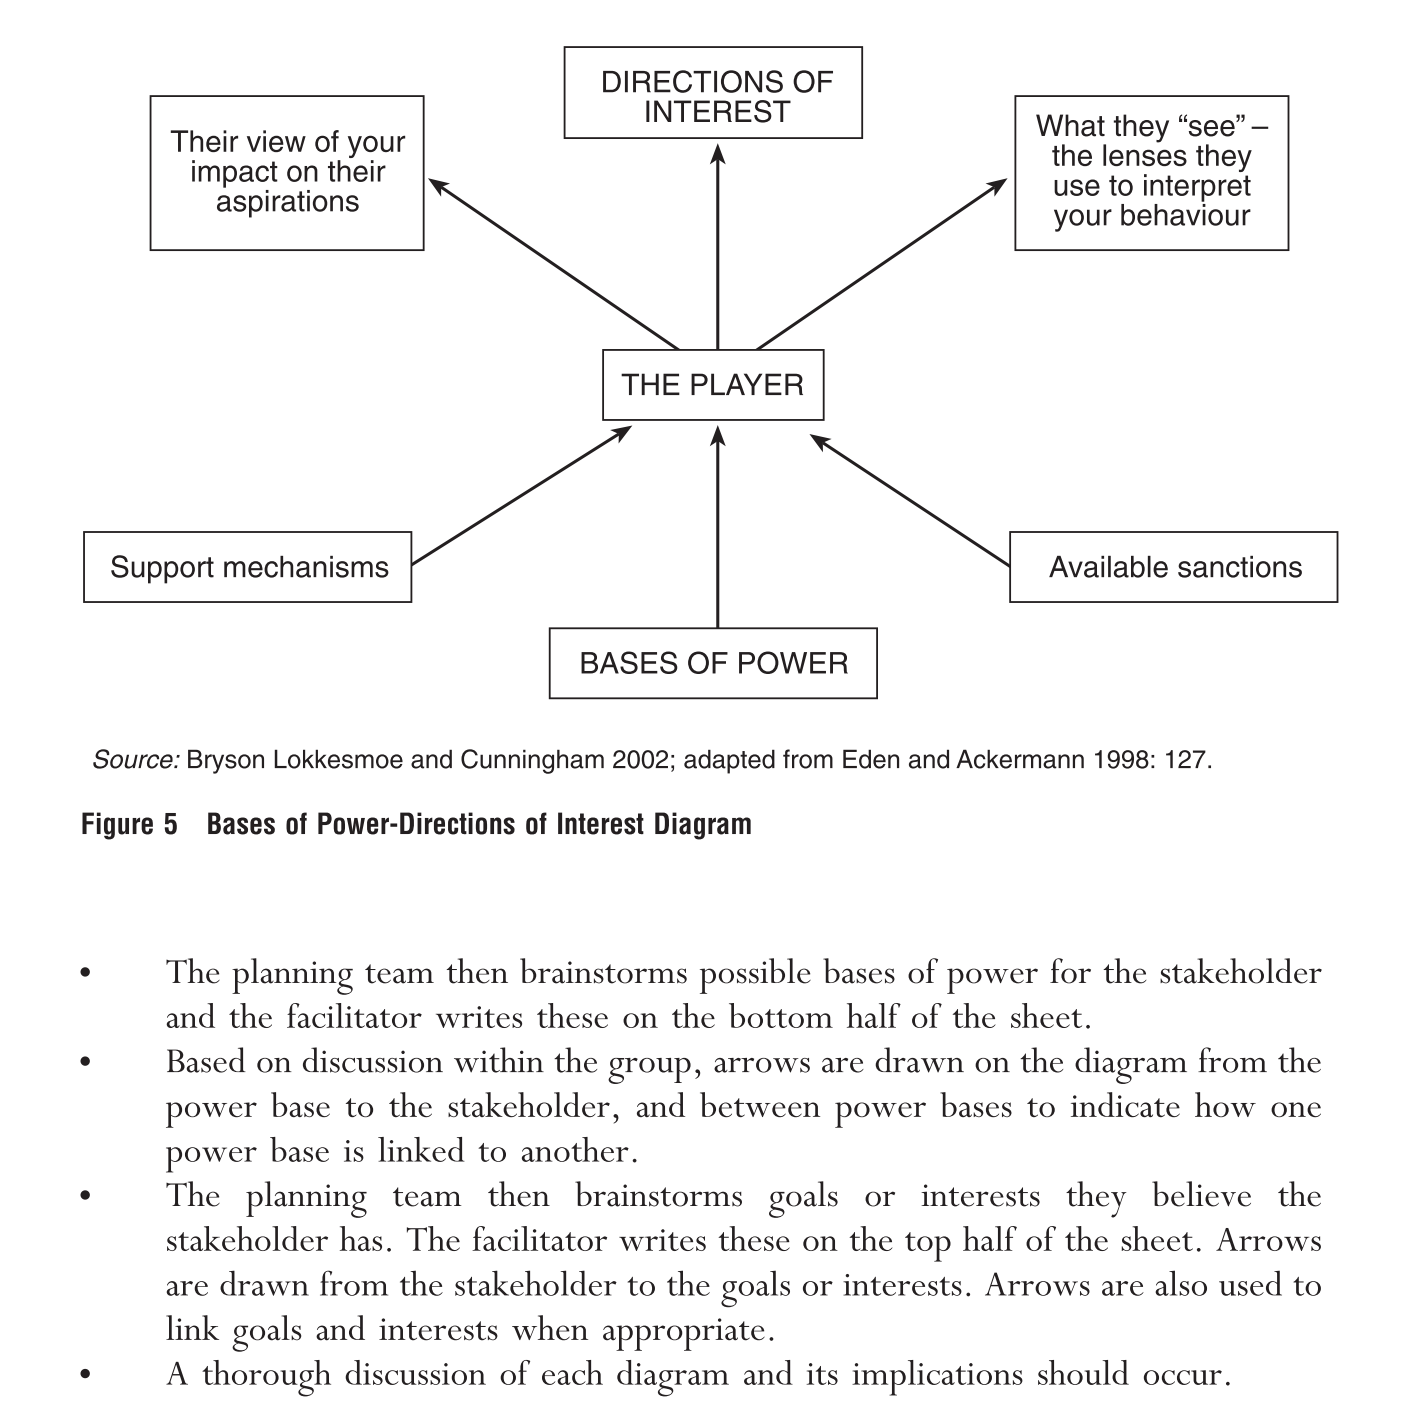 DIRECTIONS OF
INTEREST
Their view of your
impact on their
aspirations
What they “see” –
the lenses they
use to interpret
your behaviour
THE PLAYER
Support mechanisms
Available sanctions
BASES OF POWER
Source: Bryson Lokkesmoe and Cunningham 2002; adapted from Eden and Ackermann 1998: 127.
Figure 5 Bases of Power-Directions of Interest Diagram
• The planning team then brainstorms possible bases of power for the stakeholder
and the facilitator writes these on the bottom half of the sheet.
• Based on discussion within the group, arrows are drawn on the diagram from the
power base to the stakeholder, and between power bases to indicate how one
power base is linked to another.
• The planning team then brainstorms goals or interests they believe the
stakeholder has. The facilitator writes these on the top half of the sheet. Arrows
are drawn from the stakeholder to the goals or interests. Arrows are also used to
link goals and interests when appropriate.
• A thorough discussion of each diagram and its implications should occur.